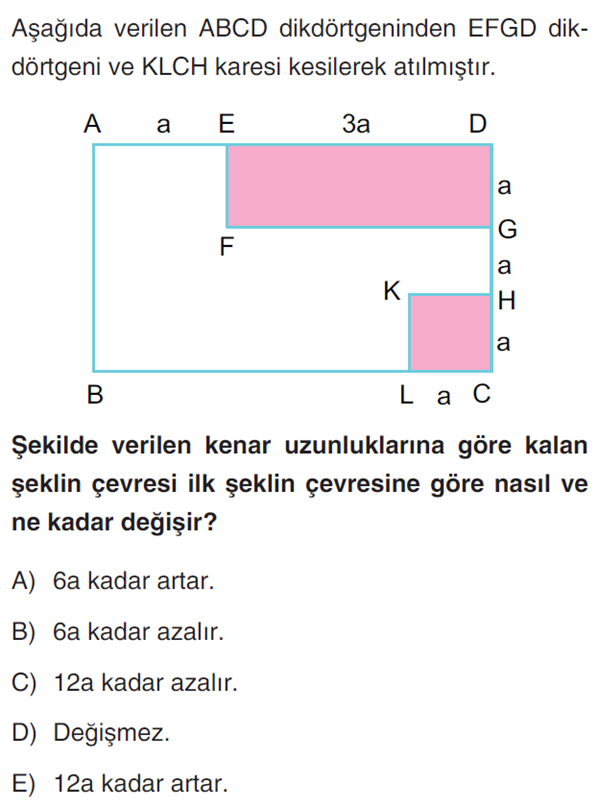 Aşağıda verilen ABCD dikdörtgeninden EFGD dik-
dörtgeni ve KLCH karesi kesilerek atılmıştır.
A a E 3a D
a
G
F
a
K
H
a
B L a C
Şekilde verilen kenar uzunluklarına göre kalan
şeklin çevresi ilk şeklin çevresine göre nasıl ve
ne kadar değişir?
A) 6a kadar artar.
B) 6a kadar azalır.
C) 12a kadar azalır.
D) Değişmez.
E) 12a kadar artar.